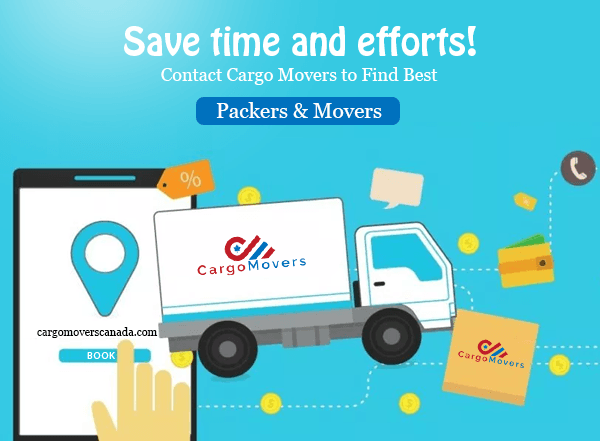 Save time and efforts!
Contact Cargo Movers to Find Best
Packers & Movers
%
CargoMovers
cargomoverscanada.com
BOOK
CargoMovers